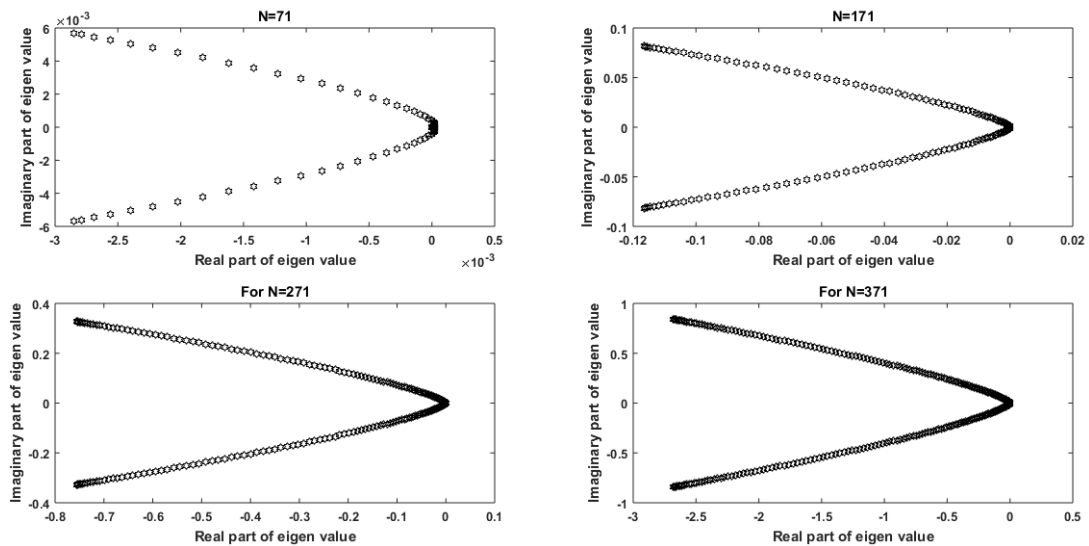 N=71
×10⁻³
6
4
2
0
-2
-4
-6
Imaginary part of eigen value
-3 -2.5 -2 -1.5 -1 -0.5 0 0.5
Real part of eigen value
×10⁻³
N=171
0.1
0.05
0
-0.05
-0.1
Imaginary part of eigen value
-0.12 -0.1 -0.08 -0.06 -0.04 -0.02 0 0.02
Real part of eigen value
For N=271
0.4
0.2
0
-0.2
-0.4
Imaginary part of eigen value
-0.8 -0.7 -0.6 -0.5 -0.4 -0.3 -0.2 -0.1 0 0.1
Real part of eigen value
For N=371
1
0.5
0
-0.5
-1
Imaginary part of eigen value
-3 -2.5 -2 -1.5 -1 -0.5 0 0.5
Real part of eigen value